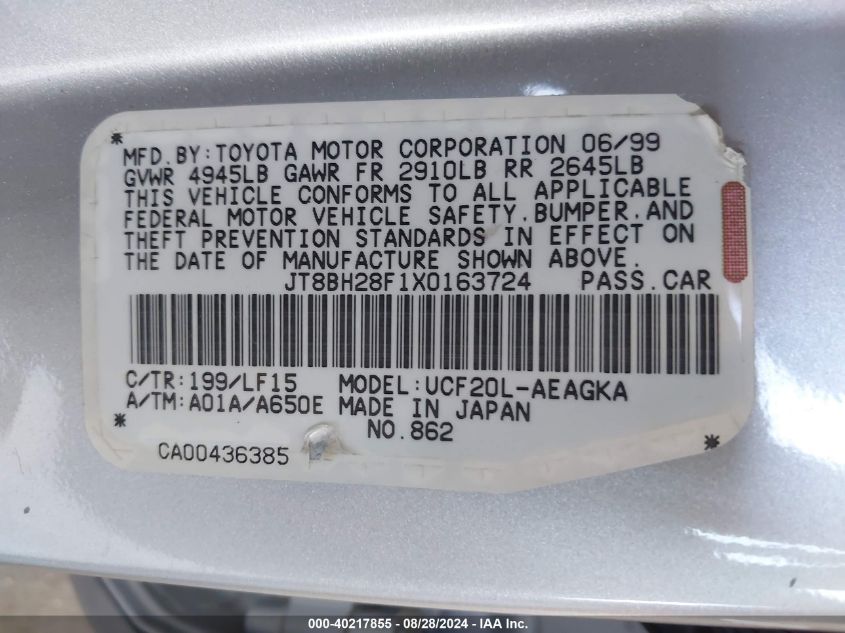 MFD.BY:TOYOTA MOTOR CORPORATION 06/99
GVWR 4945LB GAWR FR 2910LB RR 2645LB
THIS VEHICLE CONFORMS TO ALL APPLICABLE
FEDERAL MOTOR VEHICLE SAFETY,BUMPER,AND
THEFT PREVENTION STANDARDS IN EFFECT ON
THE DATE OF MANUFACTURE SHOWN ABOVE.
JT8BH28F1X0163724 PASS.CAR
C/TR:199/LF15 MODEL:UCF20L-AEAGKA
A/TM:A01A/A650E MADE IN JAPAN
NO.862
CA00436385
000-40217855 - 08/28/2024 - IAA Inc.